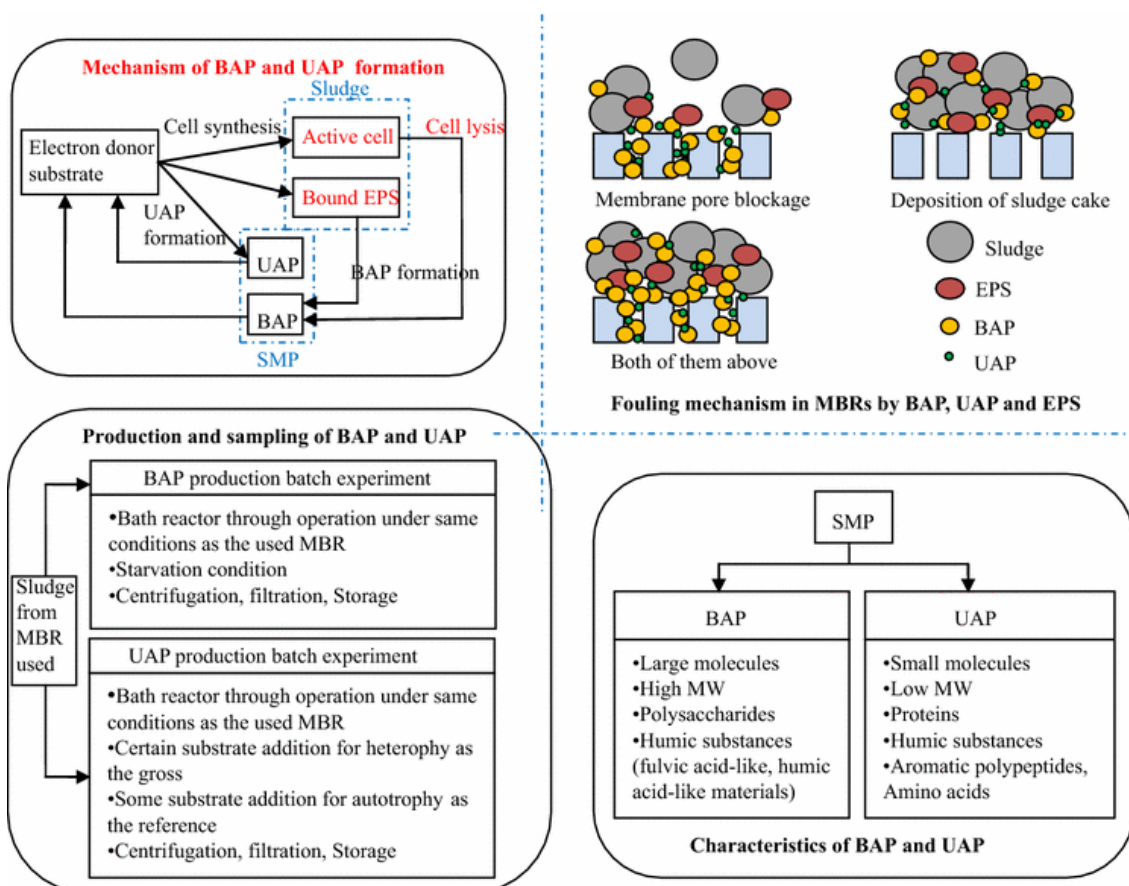 Mechanism of BAP and UAP formation
Sludge
Cell synthesis
Active cell
Cell lysis
Electron donor
substrate
Bound EPS
UAP
formation
UAP
BAP formation
BAP
SMP
Membrane pore blockage
Deposition of sludge cake
Both of them above
Sludge
EPS
BAP
UAP
Fouling mechanism in MBRs by BAP, UAP and EPS
Production and sampling of BAP and UAP
Sludge
from
MBR
used
BAP production batch experiment
•Bath reactor through operation under same
conditions as the used MBR
•Starvation condition
•Centrifugation, filtration, Storage
UAP production batch experiment
•Bath reactor through operation under same
conditions as the used MBR
•Certain substrate addition for heterophy as
the gross
•Some substrate addition for autotrophy as
the reference
•Centrifugation, filtration, Storage
SMP
BAP
•Large molecules
•High MW
•Polysaccharides
•Humic substances
(fulvic acid-like, humic
acid-like materials)
UAP
•Small molecules
•Low MW
•Proteins
•Humic substances
•Aromatic polypeptides,
Amino acids
Characteristics of BAP and UAP